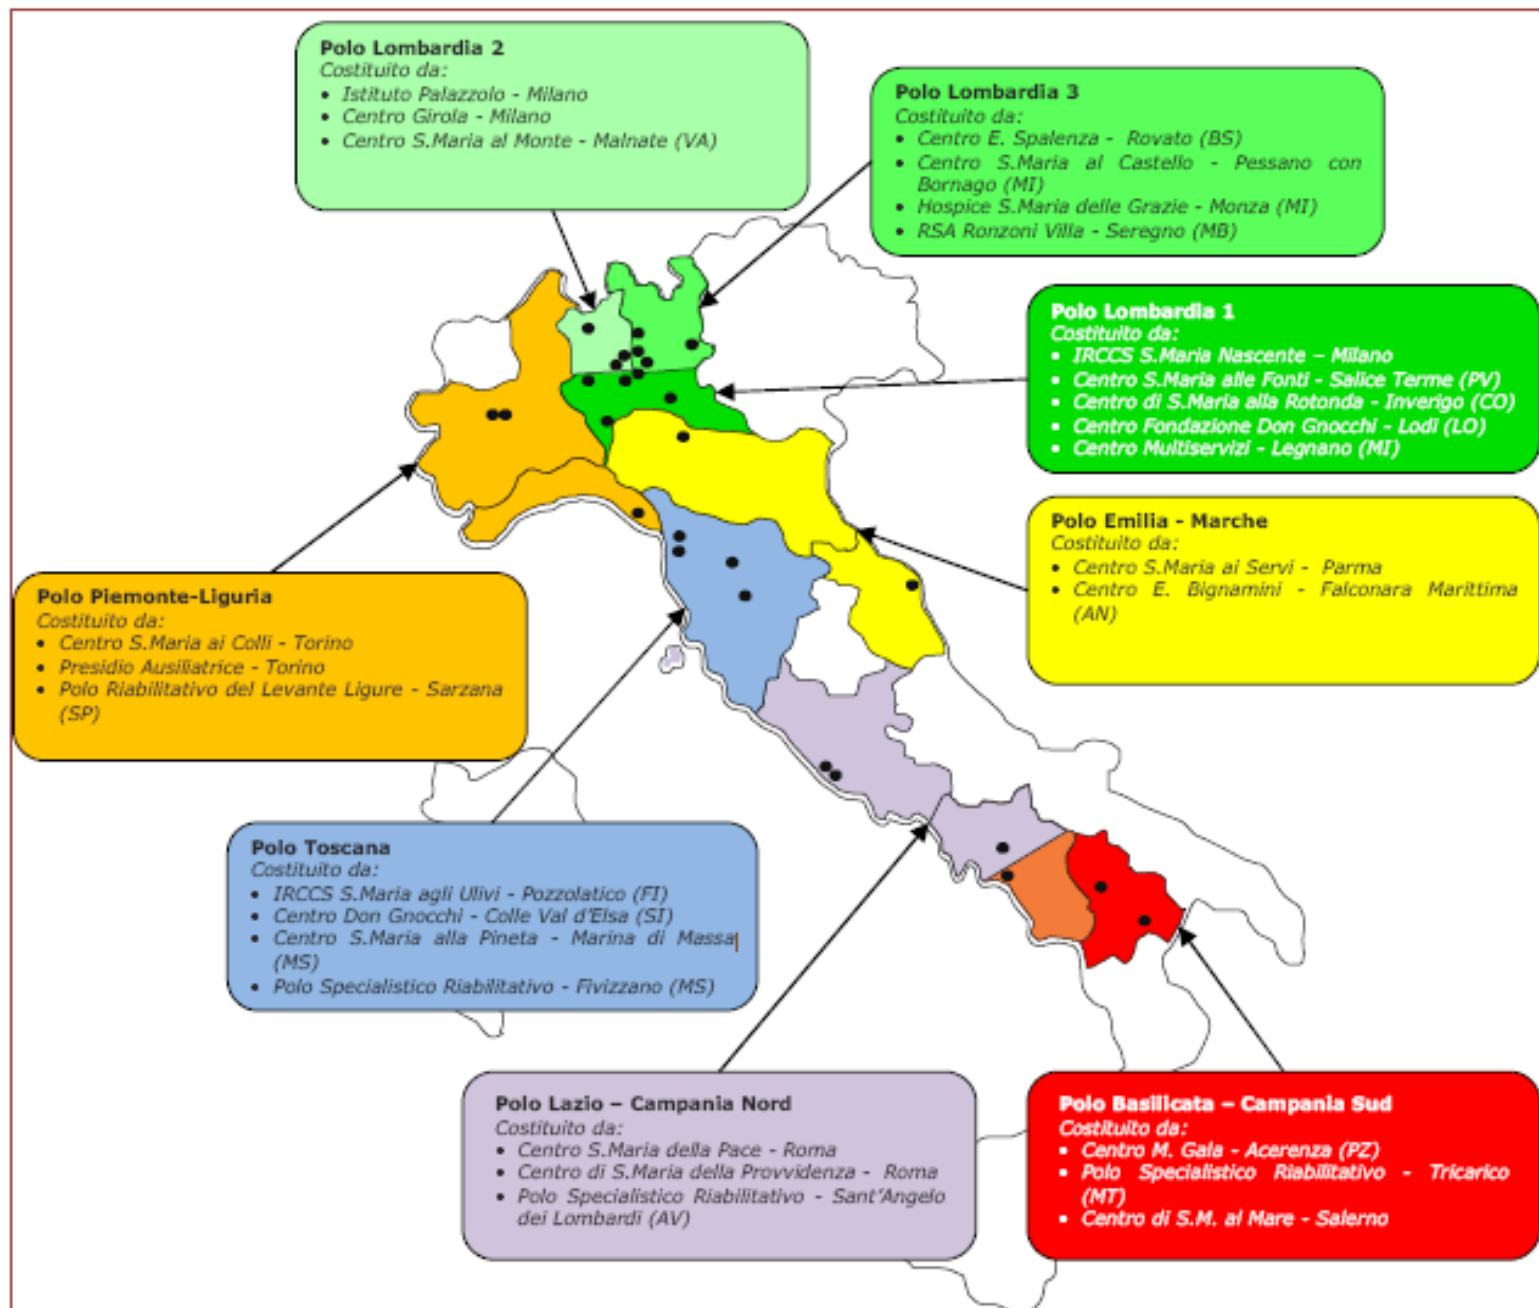 Polo Lombardia 2
Costituito da:
• Istituto Palazzolo - Milano
• Centro Girola - Milano
• Centro S.Maria al Monte - Malnate (VA)
Polo Lombardia 3
Costituito da:
• Centro E. Spalenza - Rovato (BS)
• Centro S.Maria al Castello - Pessano con
Bornago (MI)
• Hospice S.Maria delle Grazie - Monza (MI)
• RSA Ronzoni Villa - Seregno (MB)
Polo Lombardia 1
Costituito da:
• IRCCS S.Maria Nascente – Milano
• Centro S.Maria alle Fonti - Salice Terme (PV)
• Centro di S.Maria alla Rotonda - Inverigo (CO)
• Centro Fondazione Don Gnocchi - Lodi (LO)
• Centro Multiservizi - Legnano (MI)
Polo Emilia - Marche
Costituito da:
• Centro S.Maria ai Servi - Parma
• Centro E. Bignamini - Falconara Marittima
(AN)
Polo Piemonte-Liguria
Costituito da:
• Centro S.Maria ai Colli - Torino
• Presidio Ausiliatrice - Torino
• Polo Riabilitativo del Levante Ligure - Sarzana
(SP)
Polo Toscana
Costituito da:
• IRCCS S.Maria agli Ulivi - Pozzolatico (FI)
• Centro Don Gnocchi - Colle Val d'Elsa (SI)
• Centro S.Maria alla Pineta - Marina di Massa
(MS)
• Polo Specialistico Riabilitativo - Fivizzano (MS)
Polo Lazio – Campania Nord
Costituito da:
• Centro S.Maria della Pace - Roma
• Centro di S.Maria della Provvidenza - Roma
• Polo Specialistico Riabilitativo - Sant'Angelo
dei Lombardi (AV)
Polo Basilicata – Campania Sud
Costituito da:
• Centro M. Gala - Acerenza (PZ)
• Polo Specialistico Riabilitativo - Tricarico
(MT)
• Centro di S.M. al Mare - Salerno